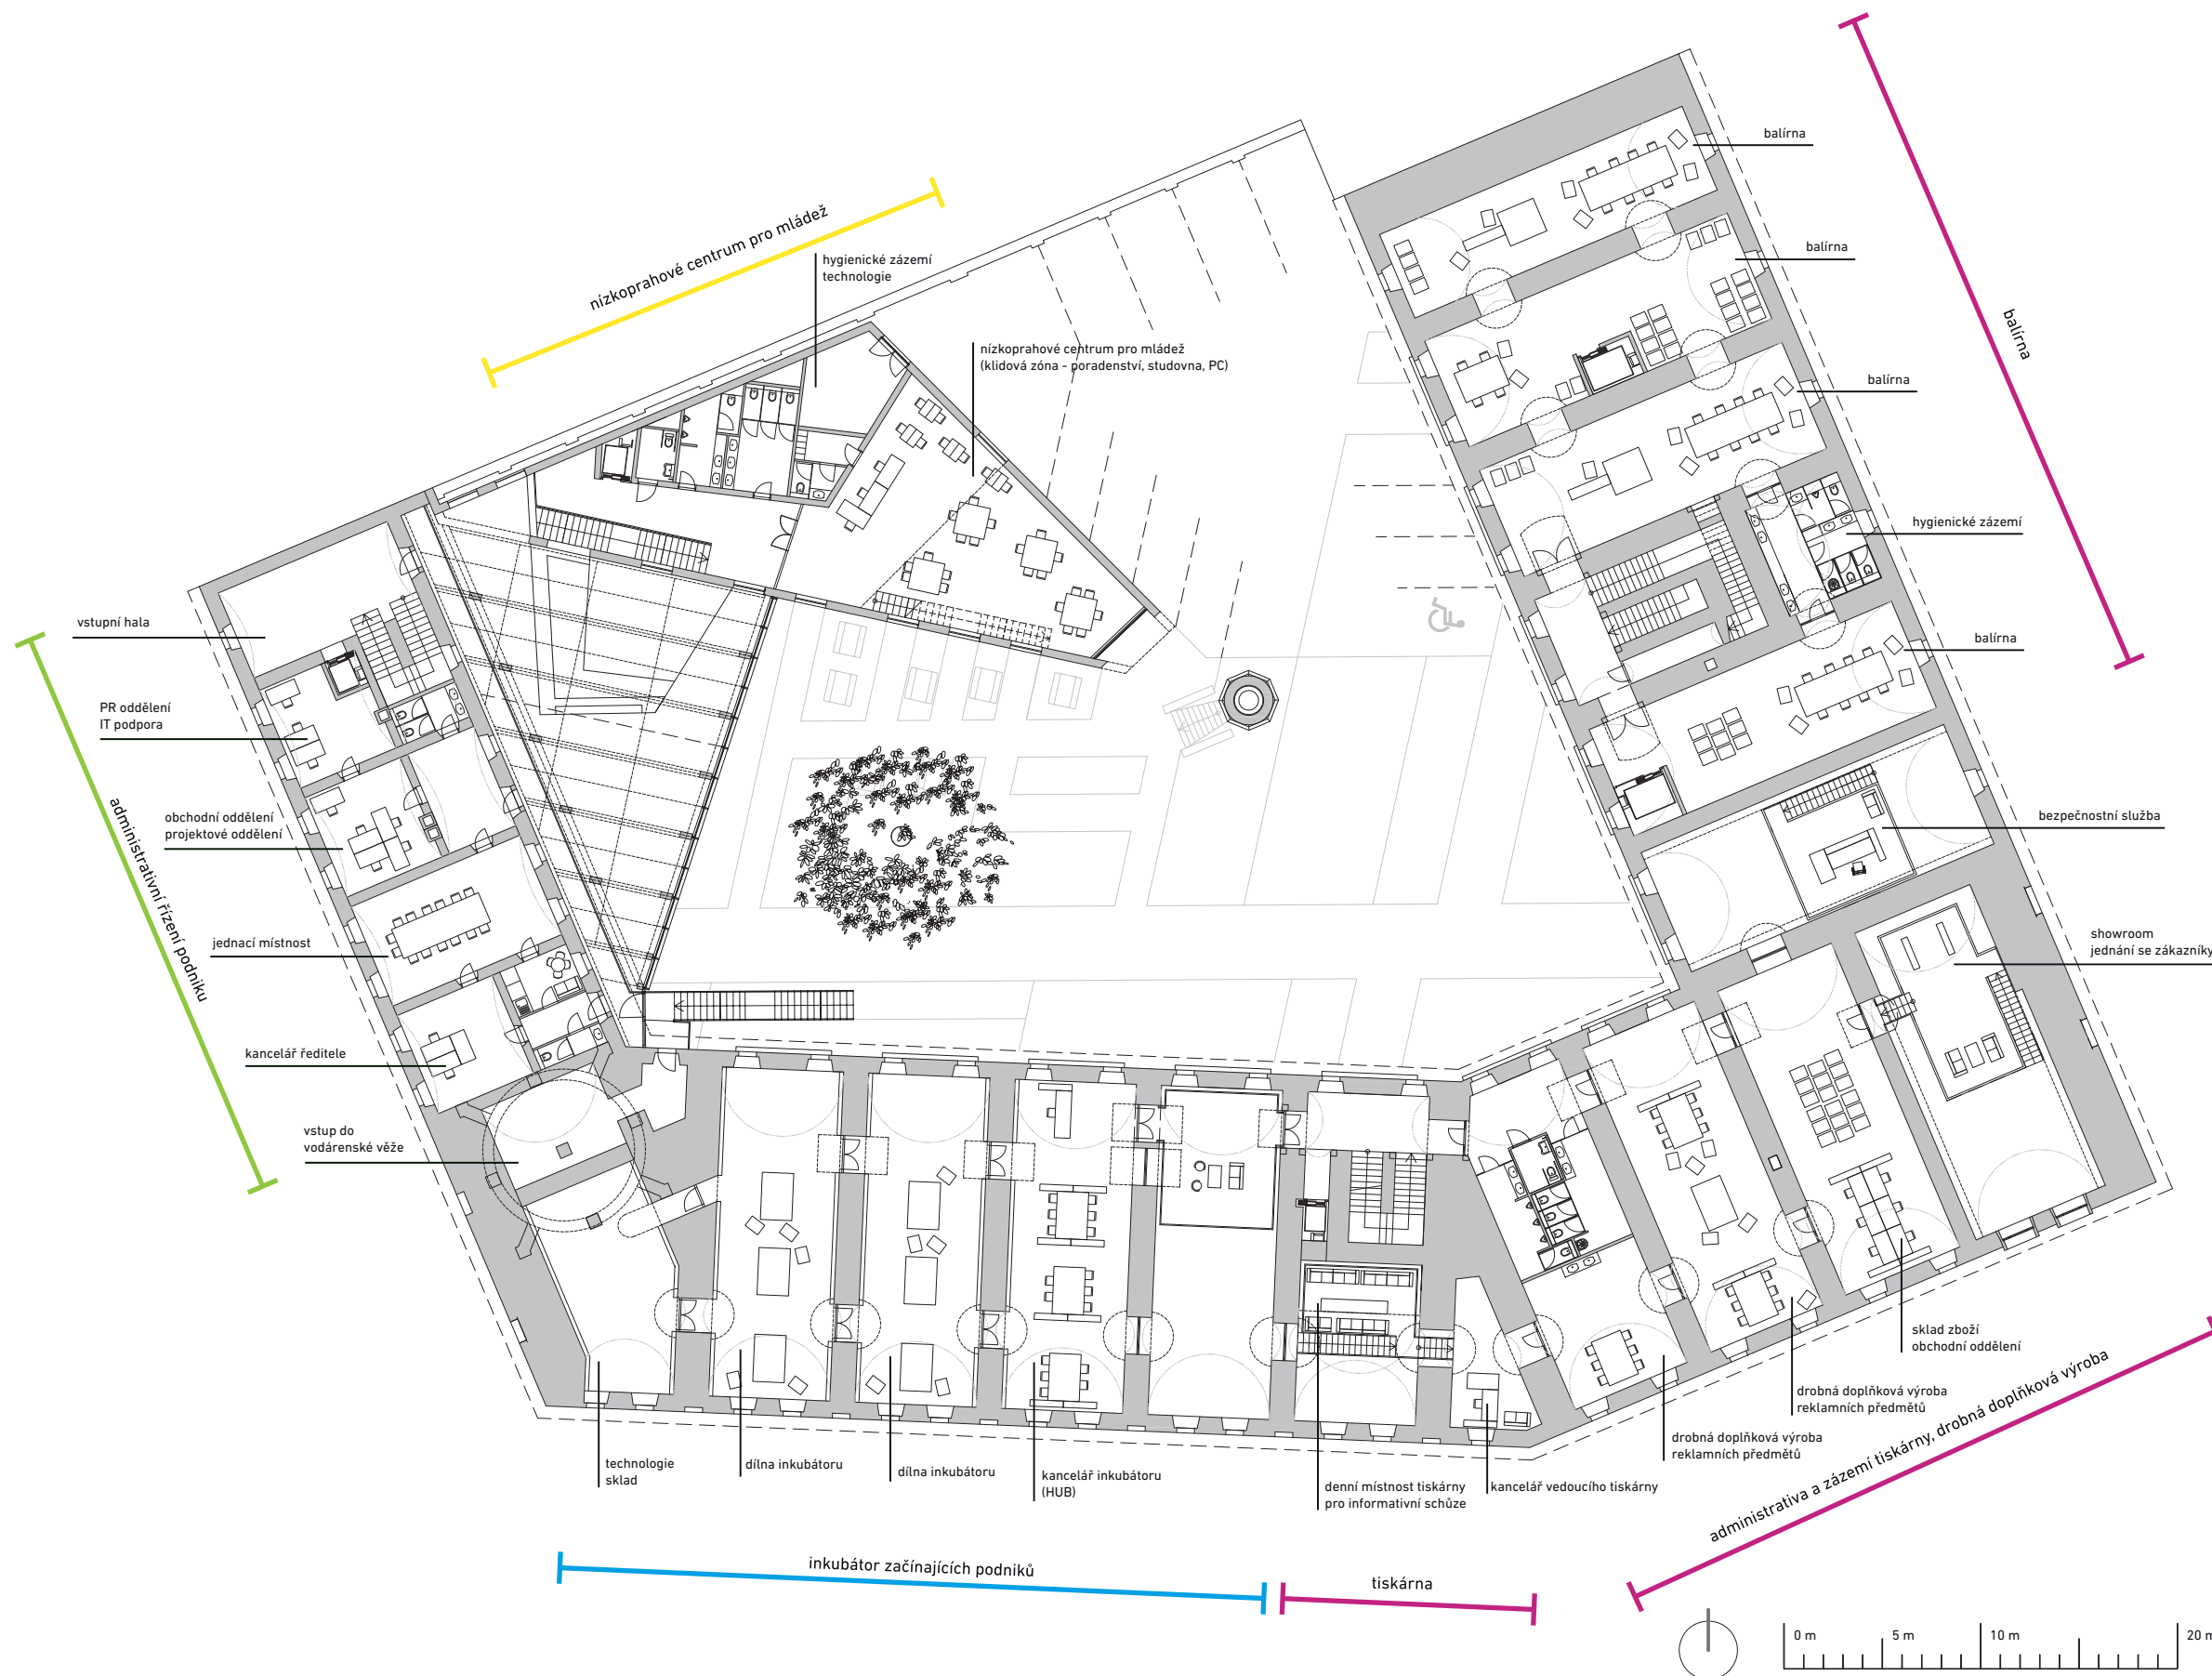 balírna
nízkoprahové centrum pro mládež
balírna
hygienické zázemí
technologie
balírna
nízkoprahové centrum pro mládež
(klidová zóna - poradenství, studovna, PC)
balírna
hygienické zázemí
vstupní hala
balírna
PR oddělení
IT podpora
obchodní oddělení
projektové oddělení
bezpečnostní služba
administrativní řízení podniku
jednací místnost
showroom
jednání se zákazníky
kancelář ředitele
vstup do
vodárenské věže
sklad zboží
obchodní oddělení
drobná doplňková výroba
reklamních předmětů
drobná doplňková výroba
reklamních předmětů
technologie
sklad
dílna inkubátoru
dílna inkubátoru
kancelář inkubátoru
(HUB)
denní místnost tiskárny
pro informativní schůze
kancelář vedoucího tiskárny
administrativa a zázemí tiskárny, drobná doplňková výroba
inkubátor začínajících podniků
tiskárna
0 m
5 m
10 m
20 m